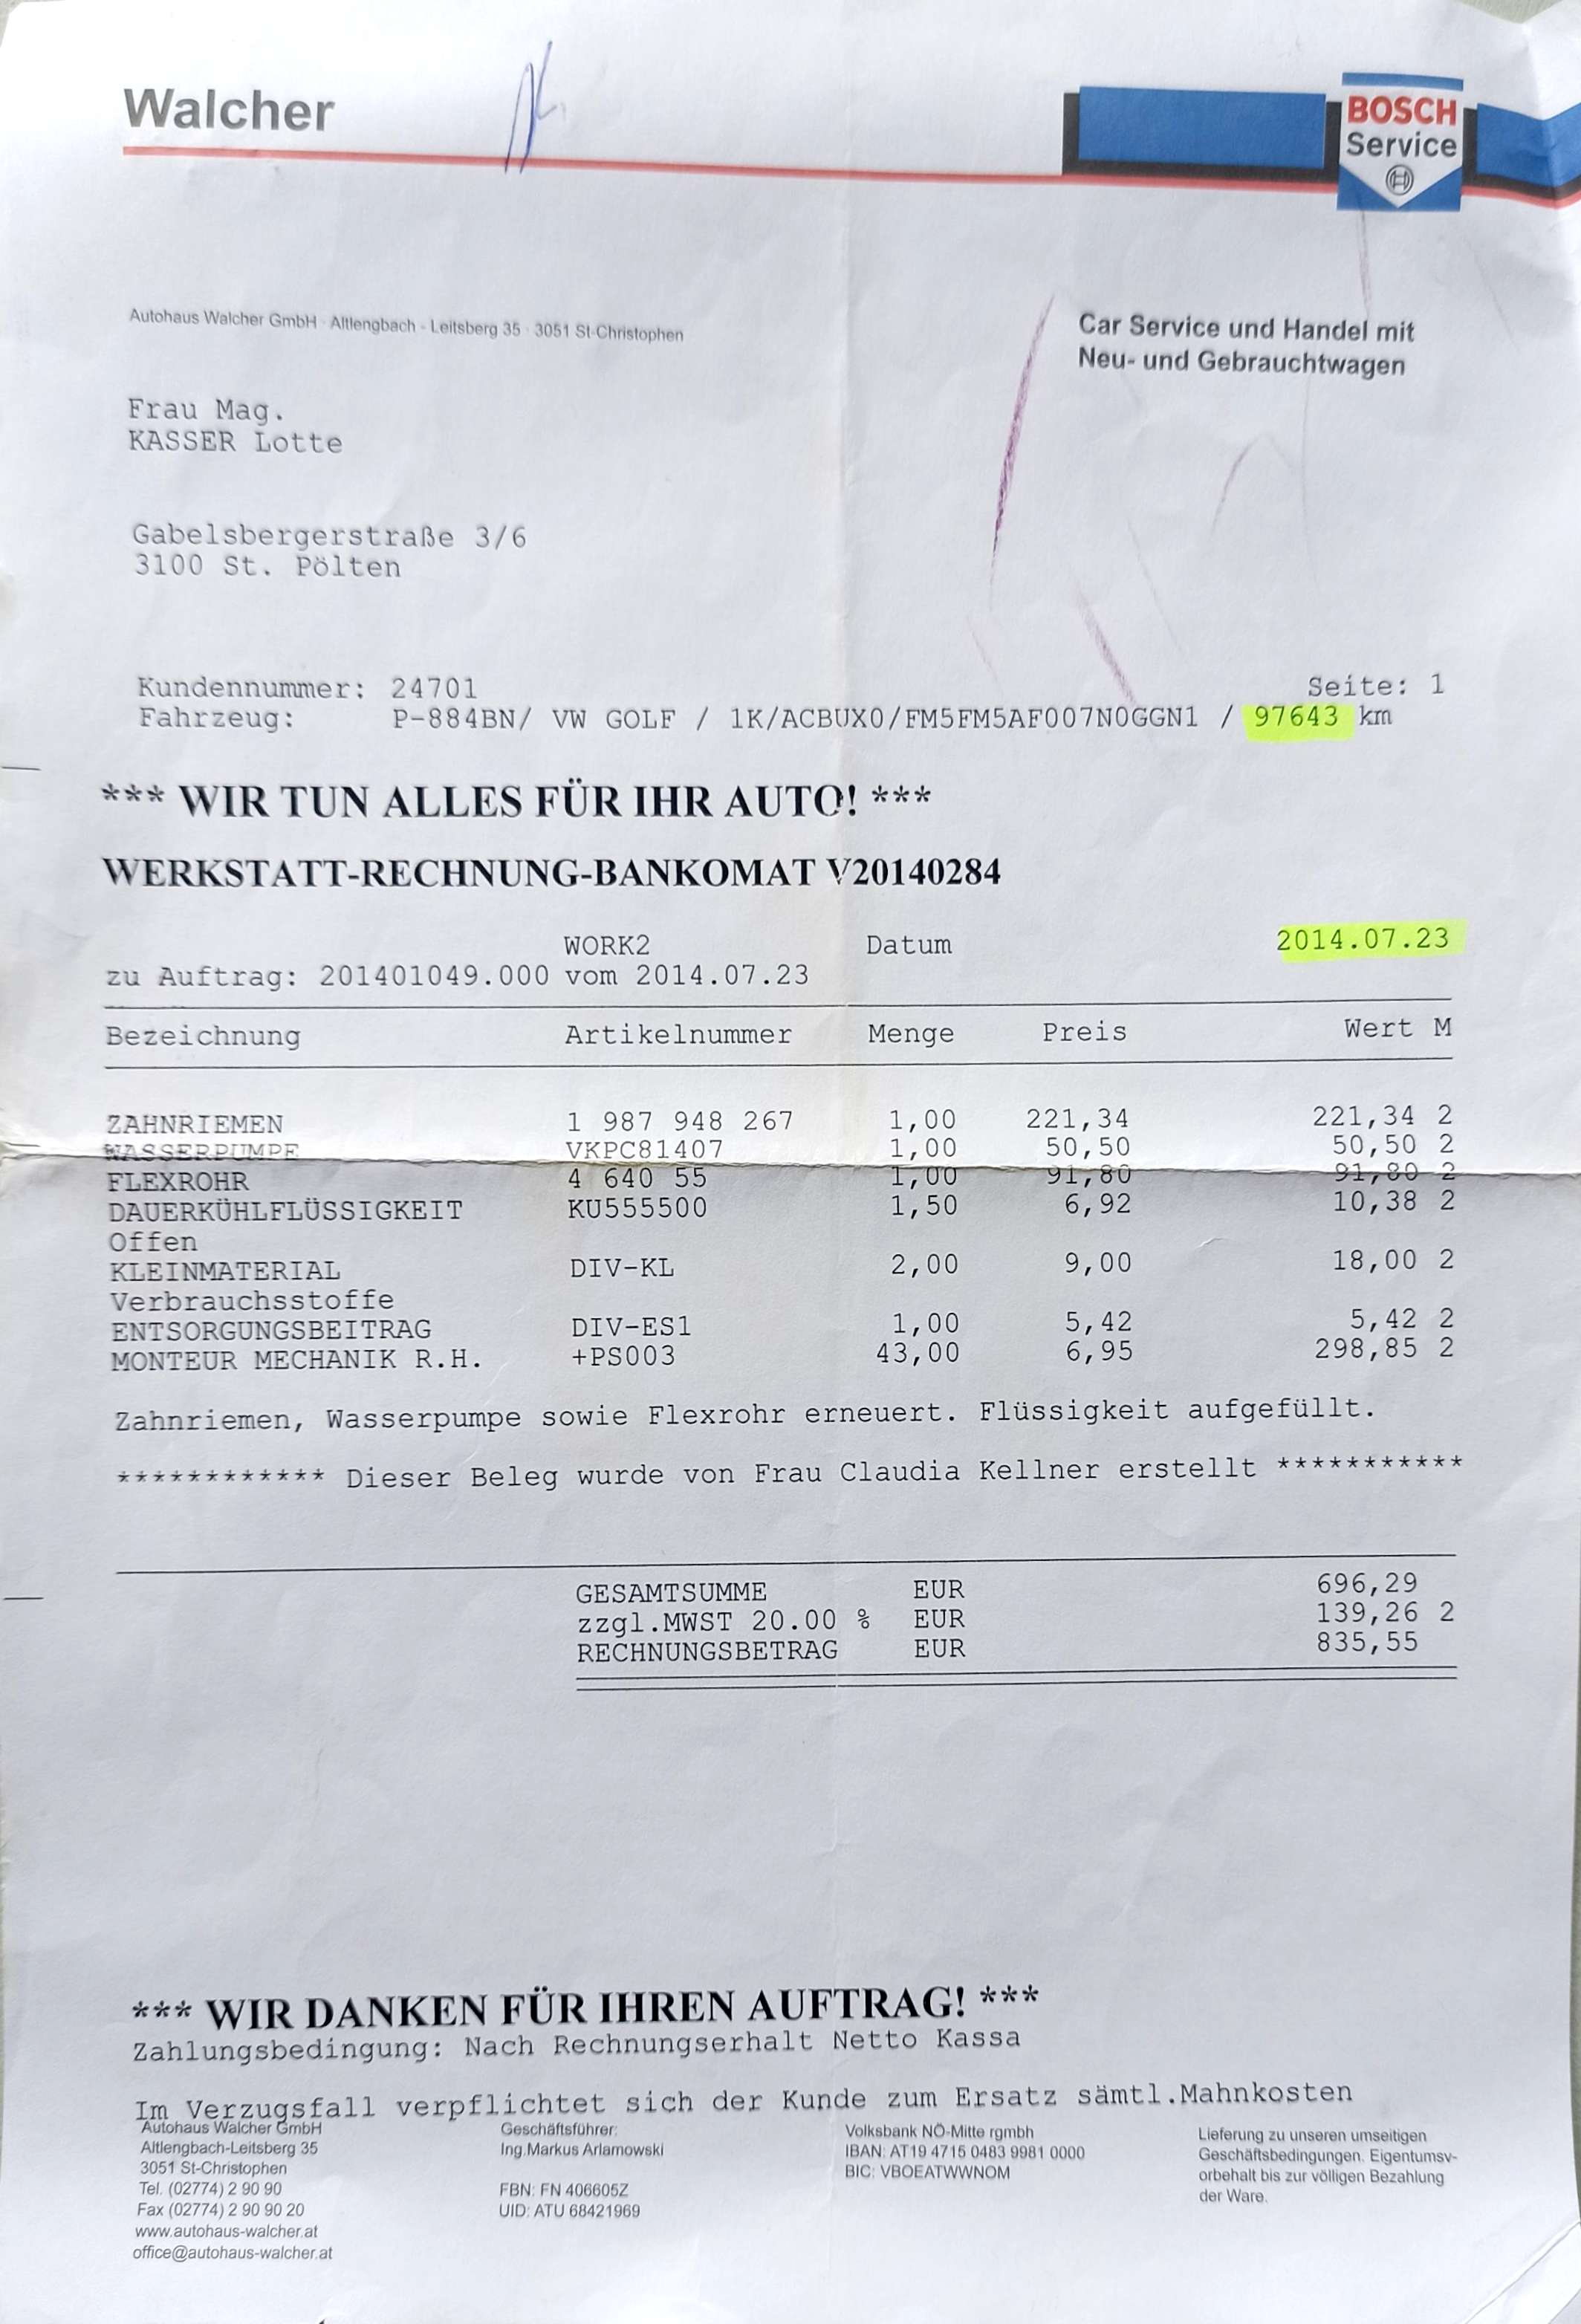 Walcher
BOSCH
Service
Autohaus Walcher GmbH · Altlengbach - Leitsberg 35 · 3051 St-Christophen
Car Service und Handel mit
Neu- und Gebrauchtwagen
Frau Mag.
KASSER Lotte
Gabelsbergerstraße 3/6
3100 St. Pölten
Kundennummer: 24701 Seite: 1
Fahrzeug: P-884BN/ VW GOLF / 1K/ACBUX0/FM5FM5AF007N0GGN1 / 97643 km
*** WIR TUN ALLES FÜR IHR AUTO! ***
WERKSTATT-RECHNUNG-BANKOMAT V20140284
WORK2 Datum 2014.07.23
zu Auftrag: 201401049.000 vom 2014.07.23
Bezeichnung Artikelnummer Menge Preis Wert M
ZAHNRIEMEN 1 987 948 267 1,00 221,34 221,34 2
WASSERPUMPE VKPC81407 1,00 50,50 50,50 2
FLEXROHR 4 640 55 1,00 91,80 91,80 2
DAUERKÜHLFLÜSSIGKEIT KU555500 1,50 6,92 10,38 2
Offen
KLEINMATERIAL DIV-KL 2,00 9,00 18,00 2
Verbrauchsstoffe
ENTSORGUNGSBEITRAG DIV-ES1 1,00 5,42 5,42 2
MONTEUR MECHANIK R.H. +PS003 43,00 6,95 298,85 2
Zahnriemen, Wasserpumpe sowie Flexrohr erneuert. Flüssigkeit aufgefüllt.
************ Dieser Beleg wurde von Frau Claudia Kellner erstellt ***********
GESAMTSUMME EUR 696,29
zzgl.MWST 20.00 % EUR 139,26 2
RECHNUNGSBETRAG EUR 835,55
*** WIR DANKEN FÜR IHREN AUFTRAG! ***
Zahlungsbedingung: Nach Rechnungserhalt Netto Kassa
Im Verzugsfall verpflichtet sich der Kunde zum Ersatz sämtl.Mahnkosten
Autohaus Walcher GmbH
Altlengbach-Leitsberg 35
3051 St-Christophen
Tel. (02774) 2 90 90
Fax (02774) 2 90 90 20
www.autohaus-walcher.at
office@autohaus-walcher.at
Geschäftsführer:
Ing.Markus Arlamowski
FBN: FN 406605Z
UID: ATU 68421969
Volksbank NÖ-Mitte rgmbh
IBAN: AT19 4715 0483 9981 0000
BIC: VBOEATWWNOM
Lieferung zu unseren umseitigen
Geschäftsbedingungen. Eigentumsv-
orbehalt bis zur völligen Bezahlung
der Ware.